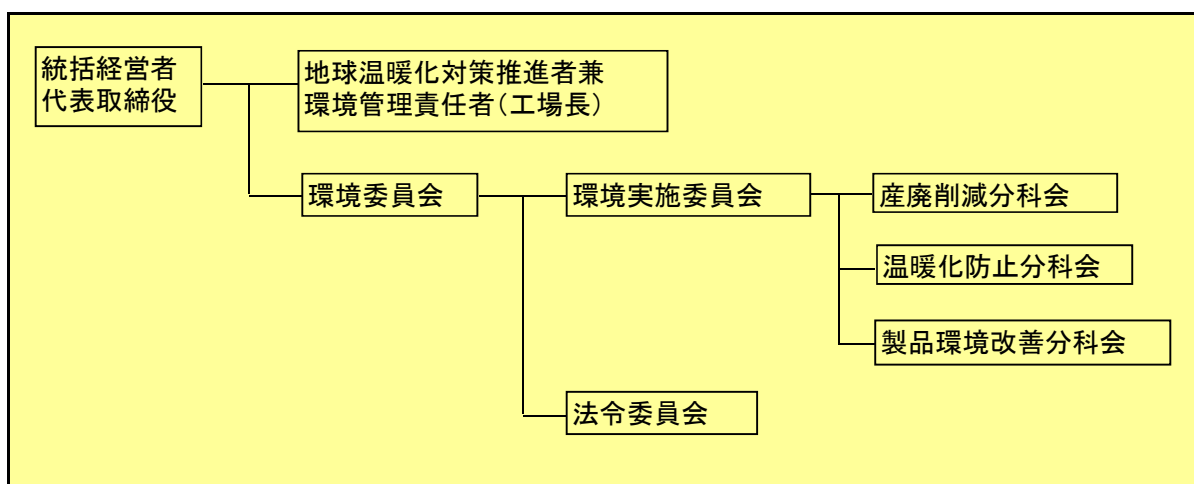 統括経営者
代表取締役
地球温暖化対策推進者兼
環境管理責任者（工場長）
環境委員会
環境実施委員会
産廃削減分科会
温暖化防止分科会
製品環境改善分科会
法令委員会